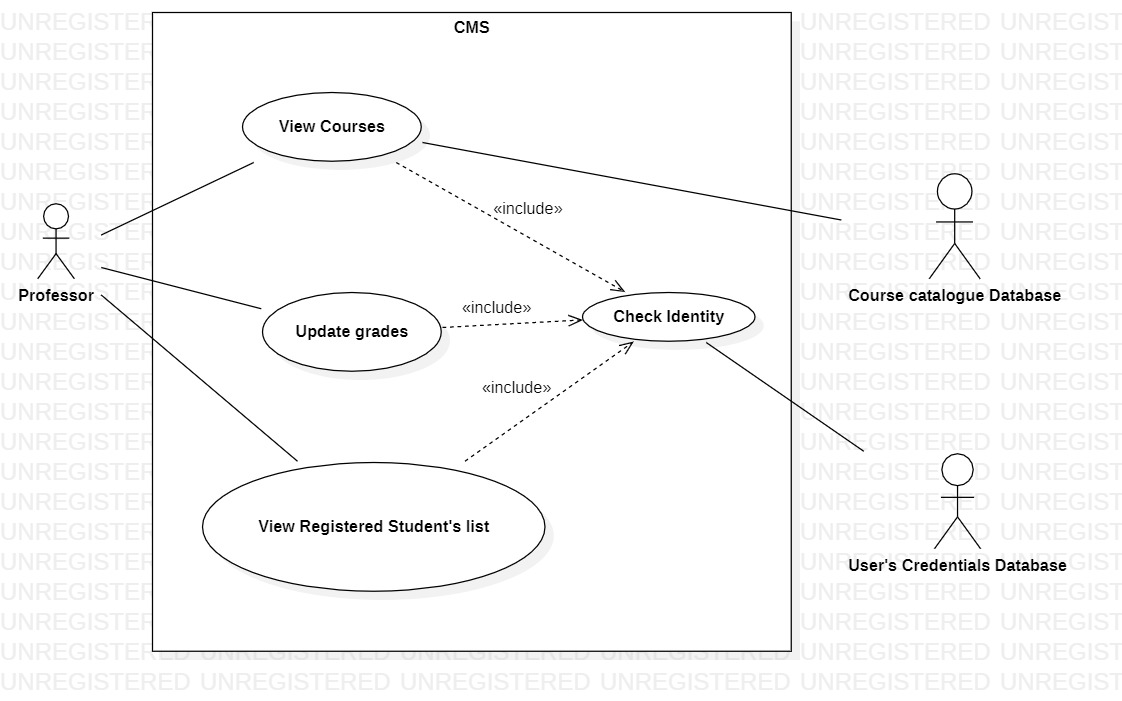 CMS
View Courses
«include»
Professor
Course catalogue Database
«include»
Check Identity
Update grades
«include»
View Registered Student's list
User's Credentials Database
UNREGISTERED UNREGISTERED UNREGISTERED UNREGISTERED UNREGISTERED UNREGIST